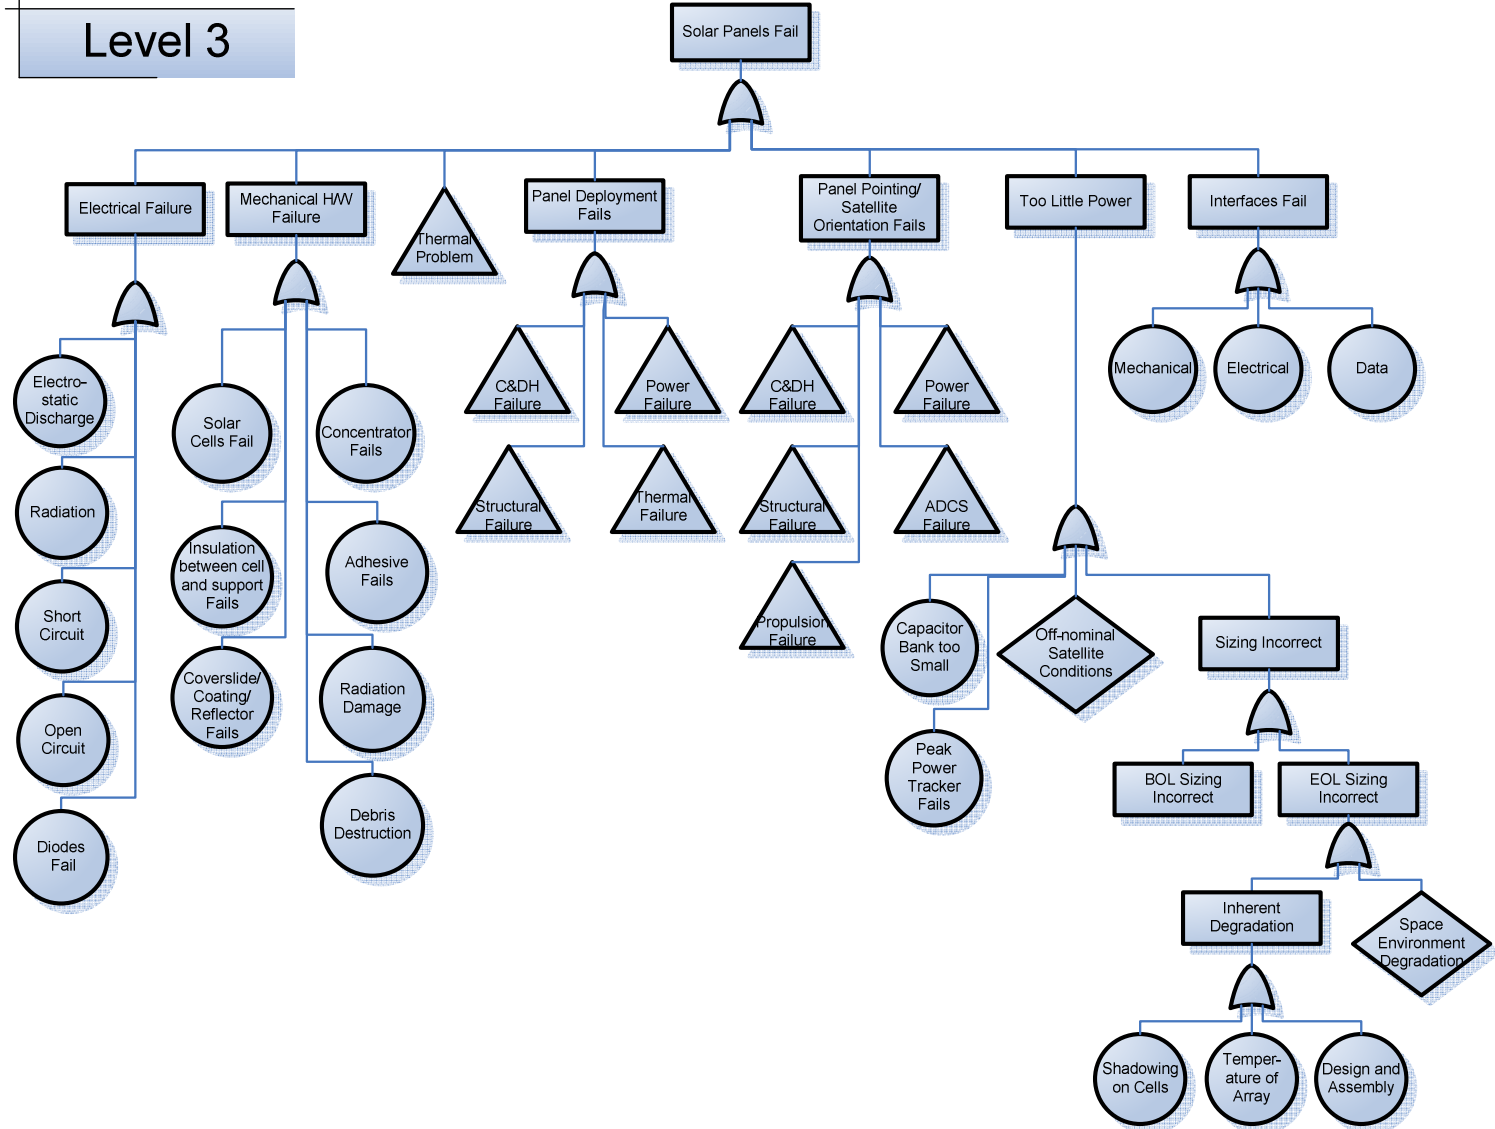 Level 3
Solar Panels Fail
Electrical Failure
Mechanical H/W
Failure
Thermal
Problem
Panel Deployment
Fails
Panel Pointing/
Satellite
Orientation Fails
Too Little Power
Interfaces Fail
Electro-
static
Discharge
Radiation
Short
Circuit
Open
Circuit
Diodes
Fail
Solar
Cells Fail
Concentrator
Fails
Insulation
between cell
and support
Fails
Adhesive
Fails
Coverslide/
Coating/
Reflector
Fails
Radiation
Damage
Debris
Destruction
C&DH
Failure
Power
Failure
Structural
Failure
Thermal
Failure
C&DH
Failure
Power
Failure
Structural
Failure
ADCS
Failure
Propulsion
Failure
Mechanical
Electrical
Data
Capacitor
Bank too
Small
Off-nominal
Satellite
Conditions
Sizing Incorrect
Peak
Power
Tracker
Fails
BOL Sizing
Incorrect
EOL Sizing
Incorrect
Inherent
Degradation
Space
Environment
Degradation
Shadowing
on Cells
Temper-
ature of
Array
Design and
Assembly